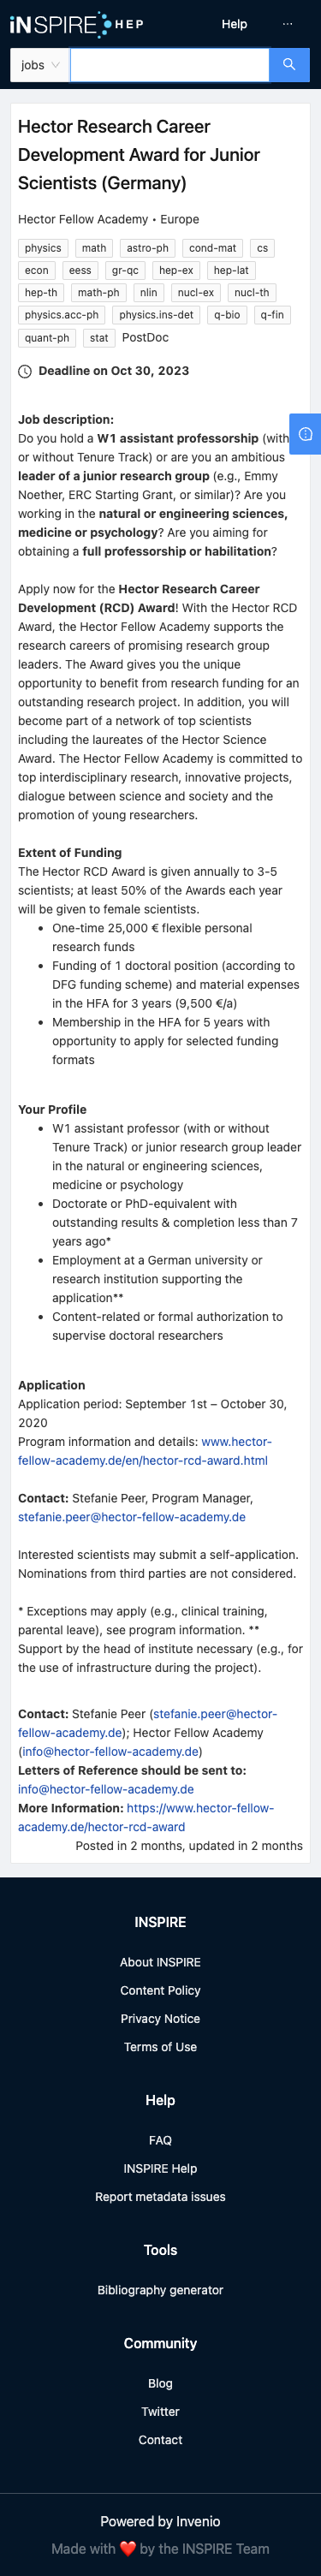 iNSPIRE HEP
Help
...
jobs
Hector Research Career
Development Award for Junior
Scientists (Germany)
Hector Fellow Academy • Europe
physics math astro-ph cond-mat cs
econ eess gr-qc hep-ex hep-lat
hep-th math-ph nlin nucl-ex nucl-th
physics.acc-ph physics.ins-det q-bio q-fin
quant-ph stat PostDoc
Deadline on Oct 30, 2023
Job description:
Do you hold a W1 assistant professorship (with
or without Tenure Track) or are you an ambitious
leader of a junior research group (e.g., Emmy
Noether, ERC Starting Grant, or similar)? Are you
working in the natural or engineering sciences,
medicine or psychology? Are you aiming for
obtaining a full professorship or habilitation?
Apply now for the Hector Research Career
Development (RCD) Award! With the Hector RCD
Award, the Hector Fellow Academy supports the
research careers of promising research group
leaders. The Award gives you the unique
opportunity to benefit from research funding for an
outstanding research project. In addition, you will
become part of a network of top scientists
including the laureates of the Hector Science
Award. The Hector Fellow Academy is committed to
top interdisciplinary research, innovative projects,
dialogue between science and society and the
promotion of young researchers.
Extent of Funding
The Hector RCD Award is given annually to 3-5
scientists; at least 50% of the Awards each year
will be given to female scientists.
• One-time 25,000 € flexible personal
research funds
• Funding of 1 doctoral position (according to
DFG funding scheme) and material expenses
in the HFA for 3 years (9,500 €/a)
• Membership in the HFA for 5 years with
opportunity to apply for selected funding
formats
Your Profile
• W1 assistant professor (with or without
Tenure Track) or junior research group leader
in the natural or engineering sciences,
medicine or psychology
• Doctorate or PhD-equivalent with
outstanding results & completion less than 7
years ago*
• Employment at a German university or
research institution supporting the
application**
• Content-related or formal authorization to
supervise doctoral researchers
Application
Application period: September 1st – October 30,
2020
Program information and details: www.hector-
fellow-academy.de/en/hector-rcd-award.html
Contact: Stefanie Peer, Program Manager,
stefanie.peer@hector-fellow-academy.de
Interested scientists may submit a self-application.
Nominations from third parties are not considered.
* Exceptions may apply (e.g., clinical training,
parental leave), see program information. **
Support by the head of institute necessary (e.g., for
the use of infrastructure during the project).
Contact: Stefanie Peer (stefanie.peer@hector-
fellow-academy.de); Hector Fellow Academy
(info@hector-fellow-academy.de)
Letters of Reference should be sent to:
info@hector-fellow-academy.de
More Information: https://www.hector-fellow-
academy.de/hector-rcd-award
Posted in 2 months, updated in 2 months
INSPIRE
About INSPIRE
Content Policy
Privacy Notice
Terms of Use
Help
FAQ
INSPIRE Help
Report metadata issues
Tools
Bibliography generator
Community
Blog
Twitter
Contact
Powered by Invenio
Made with ❤️ by the INSPIRE Team